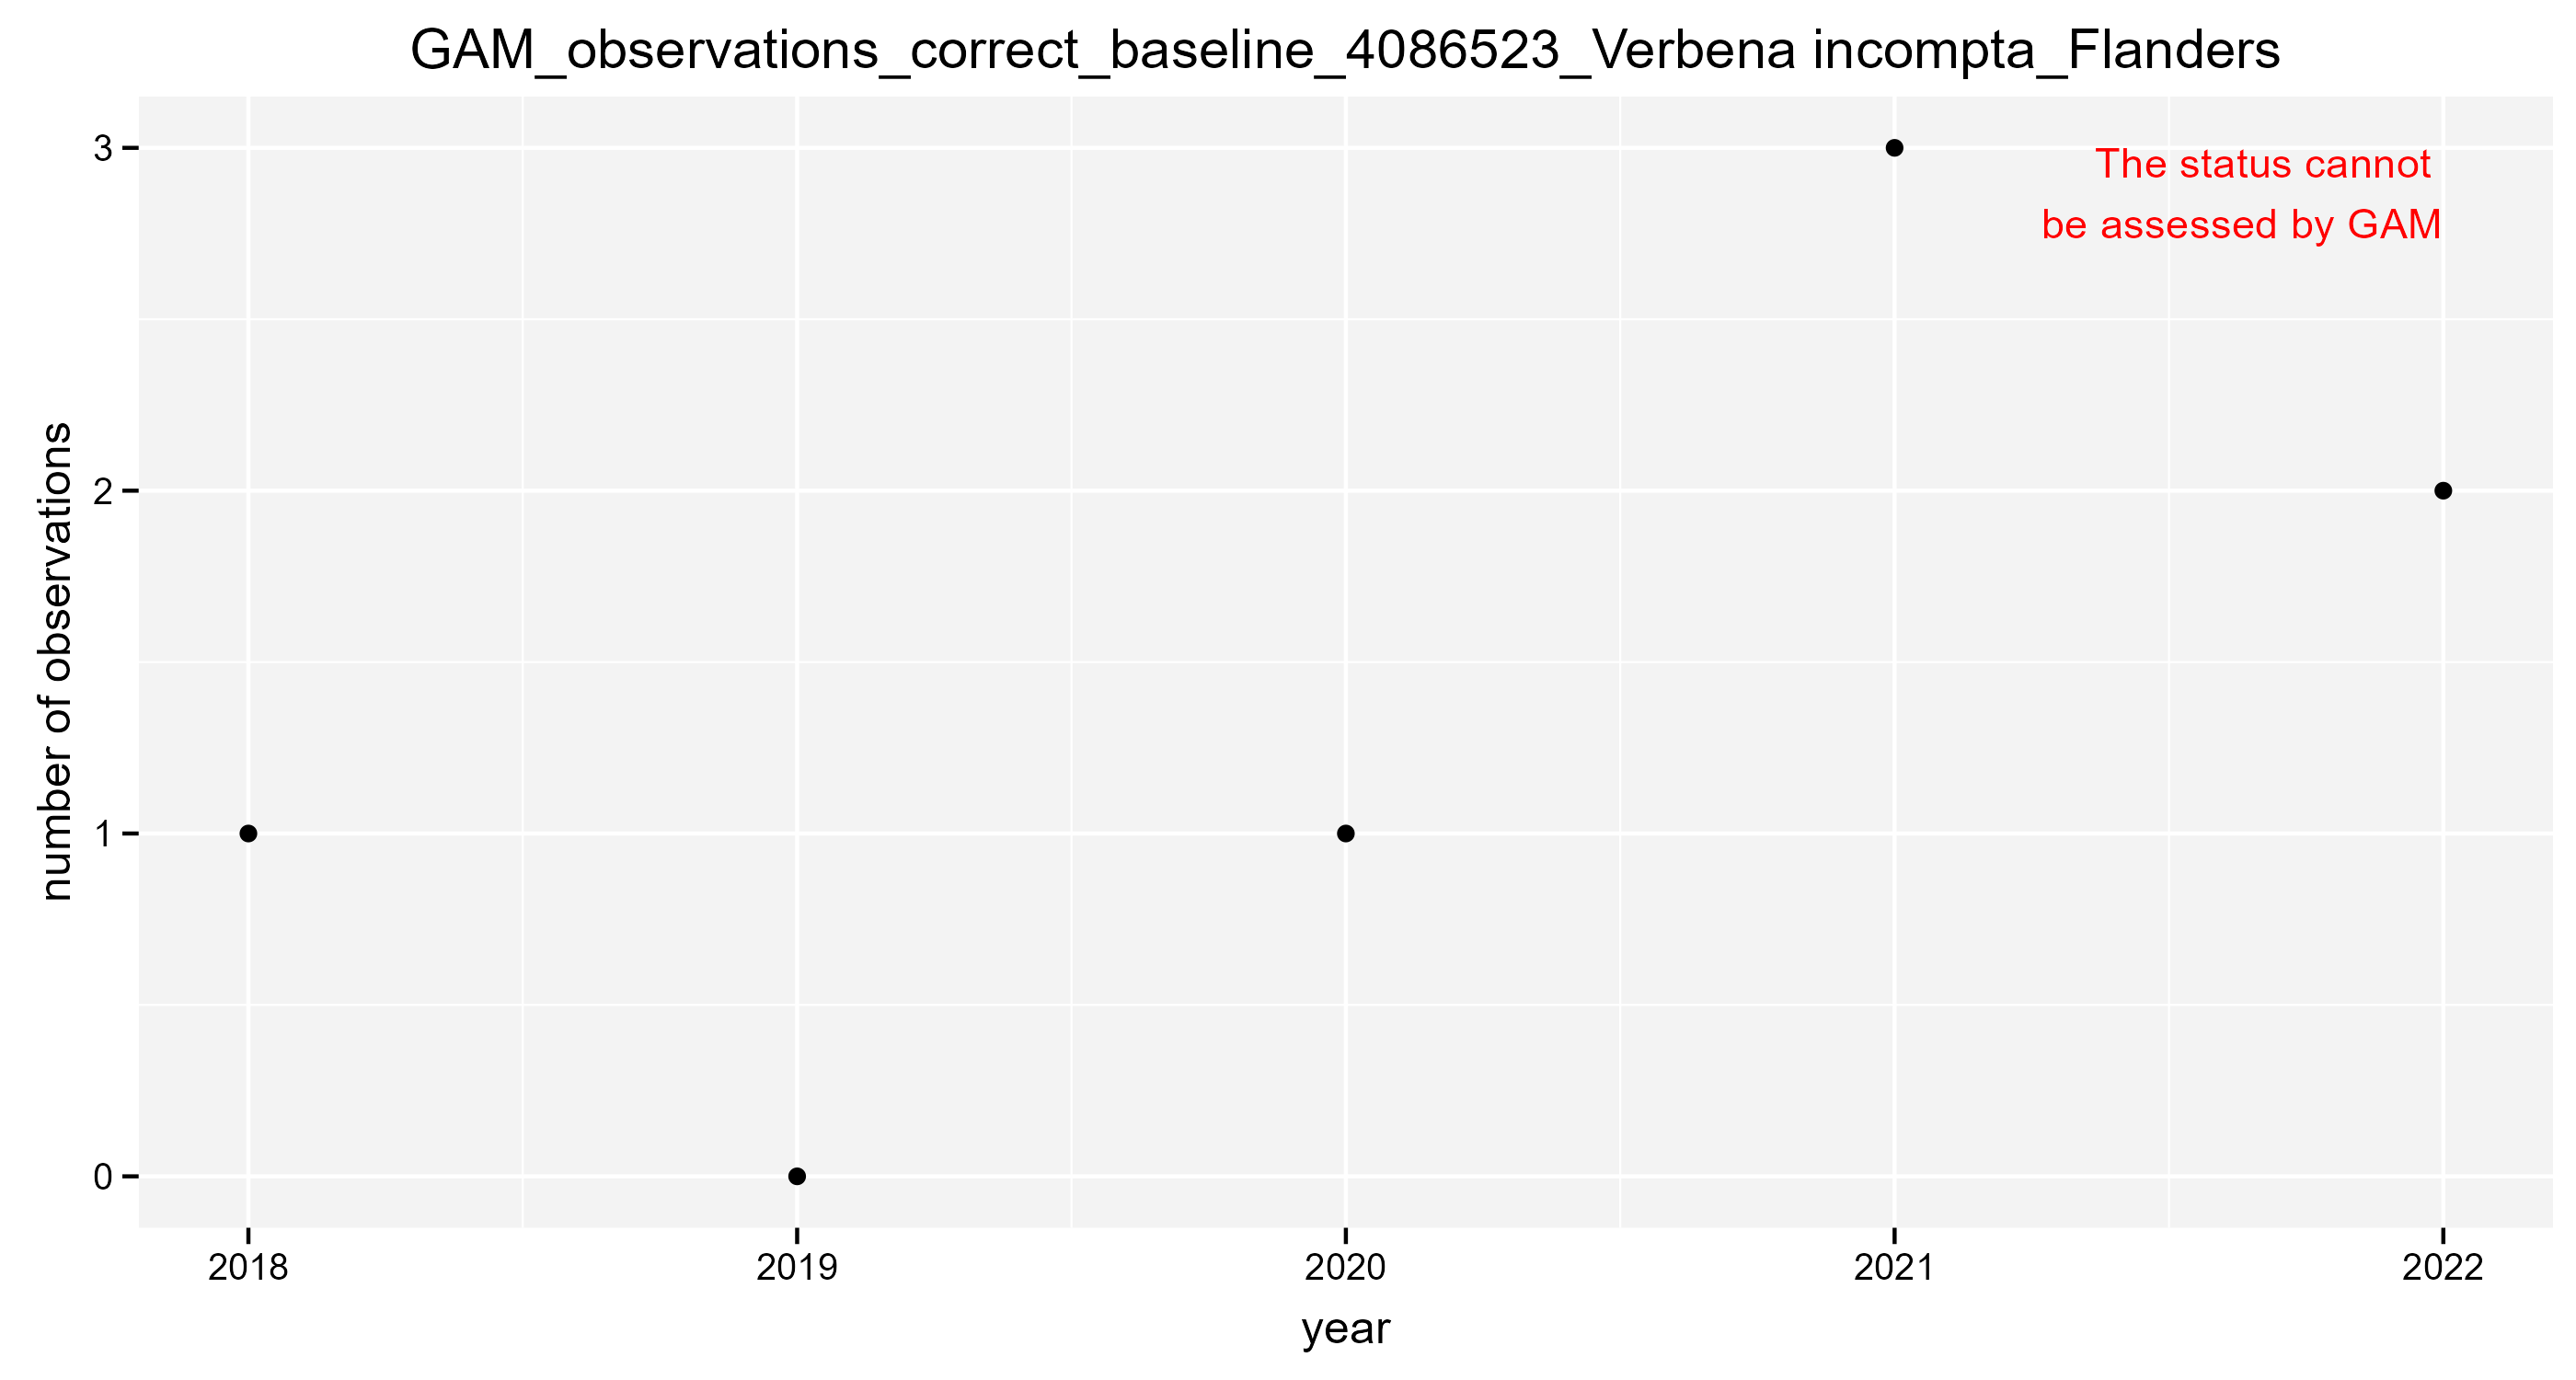 GAM_observations_correct_baseline_4086523_Verbena incompta_Flanders
3
The status cannot
be assessed by GAM
2
1
0
number of observations
2018 2019 2020 2021 2022
year